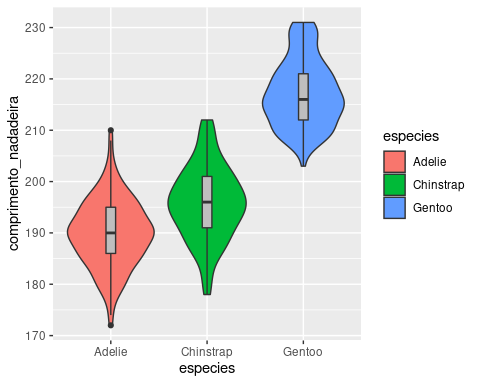 230
220
210
200
190
180
170
comprimento_nadadeira
Adelie
Chinstrap
Gentoo
especies
especies
Adelie
Chinstrap
Gentoo